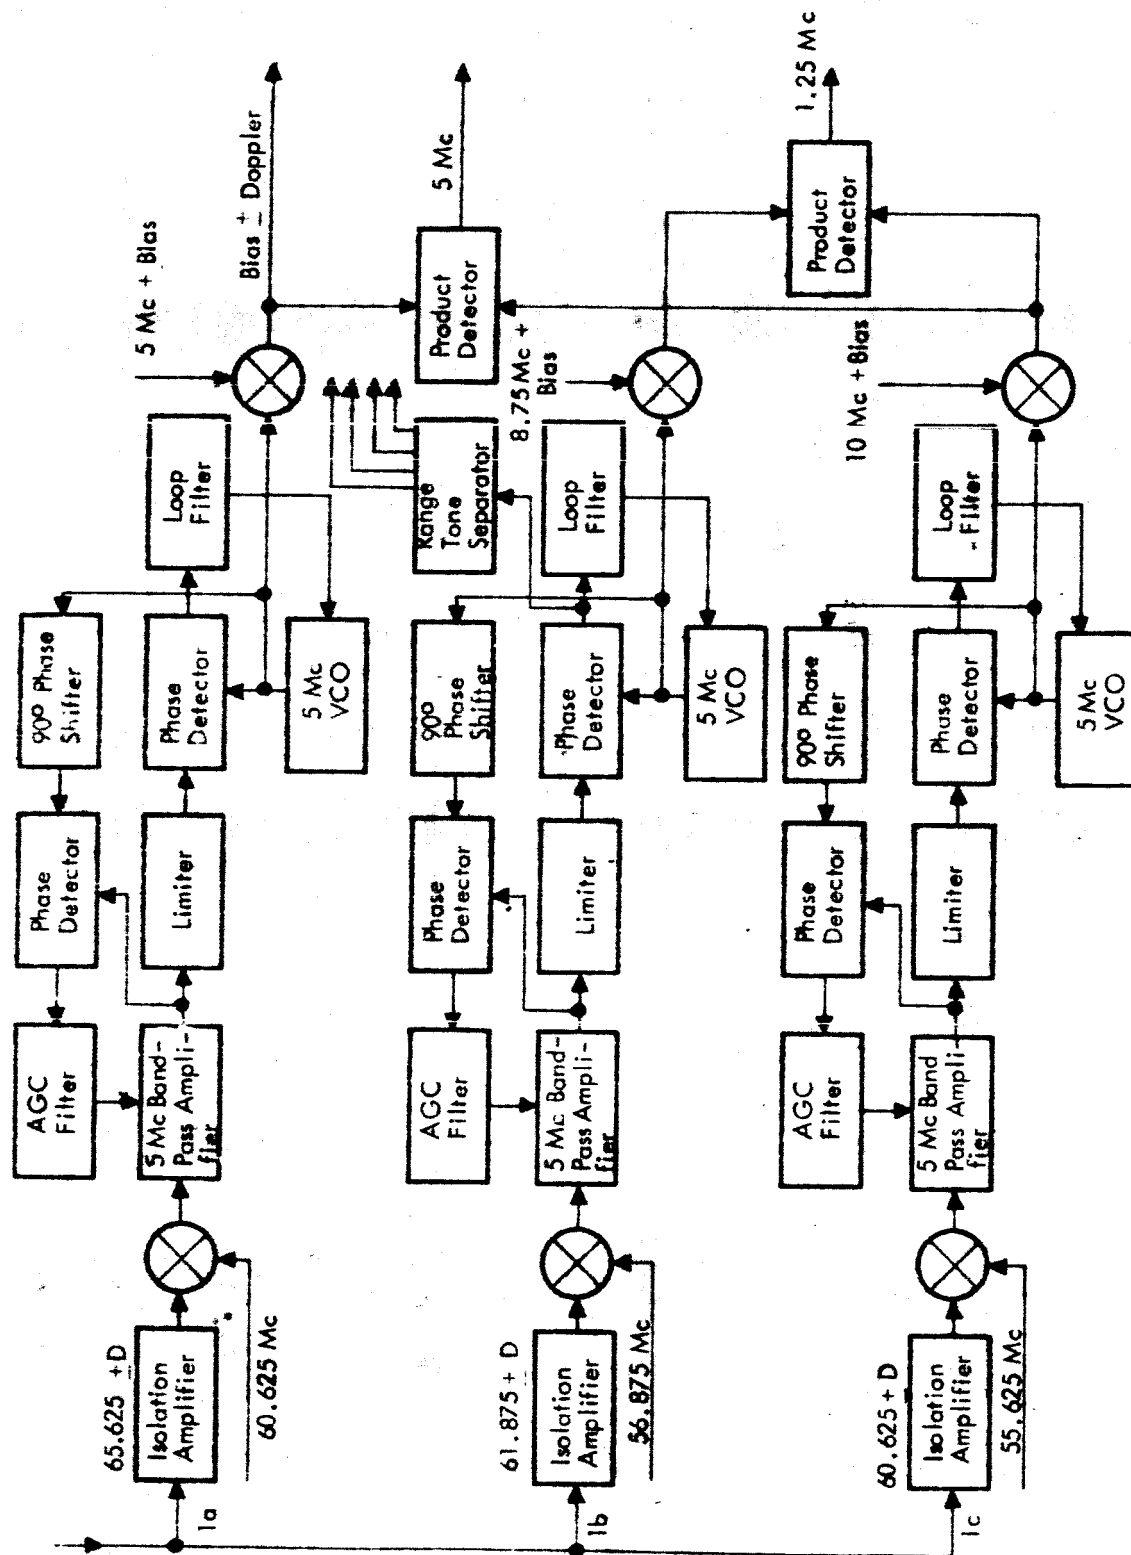 65.625 ±D
Isolation
Amplifier
60.625 Mc
1a
AGC
Filter
5 Mc Band-
Pass Ampli-
fier
Phase
Detector
Limiter
90° Phase
Shifter
Phase
Detector
5 Mc
VCO
Loop
Filter
5 Mc + Bias
Bias ± Doppler
61.875 ± D
Isolation
Amplifier
56.875 Mc
1b
AGC
Filter
5 Mc Band-
Pass Ampli-
fier
Phase
Detector
Limiter
90°
Phase
Shifter
Phase
Detector
5 Mc
VCO
Range
Tone
Separator
Loop
Filter
Product
Detector
5 Mc
8.75 Mc +
Bias
60.625 ± D
Isolation
Amplifier
55.625 Mc
1c
AGC
Filter
5 Mc Band
Pass Ampli-
fier
Phase
Detector
Limiter
90° Phase
Shifter
Phase
Detector
5 Mc
VCO
Loop
Filter
10 Mc +Bias
Product
Detector
1.25 Mc